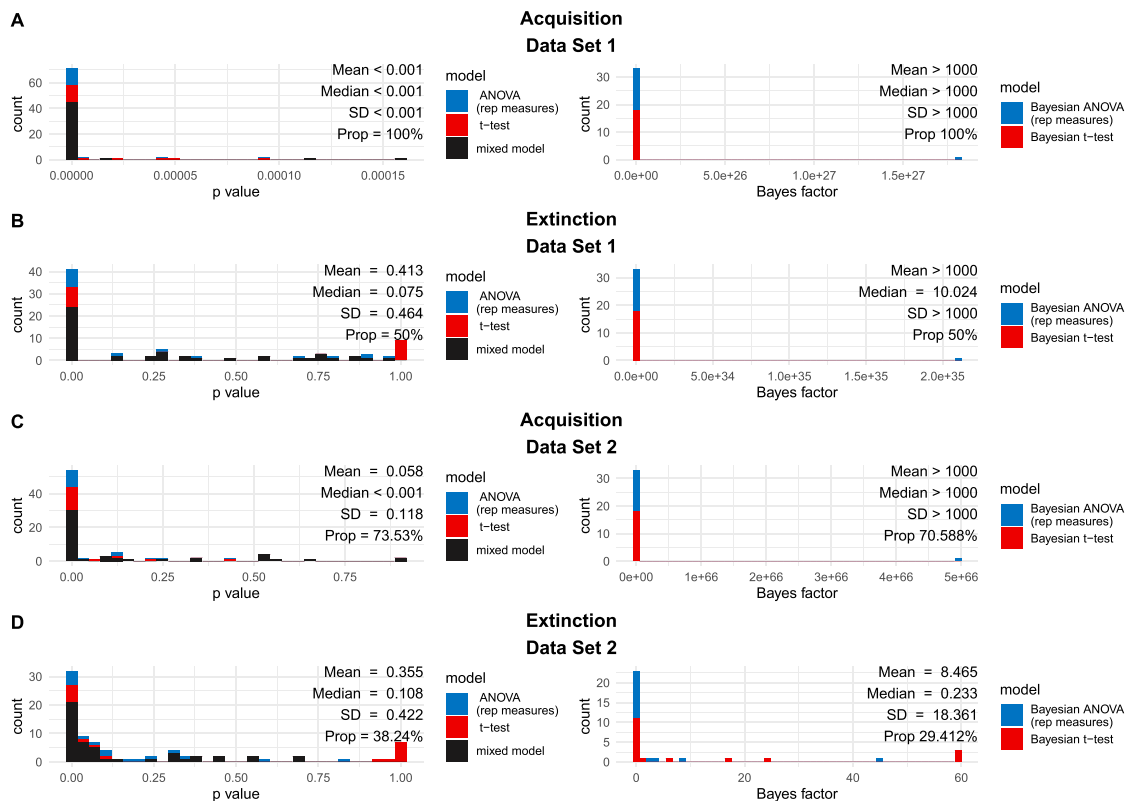 A
Acquisition
Data Set 1
Mean < 0.001
Median < 0.001
SD < 0.001
Prop = 100%
count
60
40
20
0
0.00000
0.00005
0.00010
0.00015
p value
model
ANOVA
(rep measures)
t−test
mixed model
Mean > 1000
Median > 1000
SD > 1000
Prop 100%
count
30
20
10
0
0.0e+00
5.0e+26
1.0e+27
1.5e+27
Bayes factor
model
Bayesian ANOVA
(rep measures)
Bayesian t−test
B
Extinction
Data Set 1
Mean = 0.413
Median = 0.075
SD = 0.464
Prop = 50%
count
40
30
20
10
0
0.00
0.25
0.50
0.75
1.00
p value
model
ANOVA
(rep measures)
t−test
mixed model
Mean > 1000
Median = 10.024
SD > 1000
Prop 50%
count
30
20
10
0
0.0e+00
5.0e+34
1.0e+35
1.5e+35
2.0e+35
Bayes factor
model
Bayesian ANOVA
(rep measures)
Bayesian t−test
C
Acquisition
Data Set 2
Mean = 0.058
Median < 0.001
SD = 0.118
Prop = 73.53%
count
40
20
0
0.00
0.25
0.50
0.75
p value
model
ANOVA
(rep measures)
t−test
mixed model
Mean > 1000
Median > 1000
SD > 1000
Prop 70.588%
count
30
20
10
0
0e+00
1e+66
2e+66
3e+66
4e+66
5e+66
Bayes factor
model
Bayesian ANOVA
(rep measures)
Bayesian t−test
D
Extinction
Data Set 2
Mean = 0.355
Median = 0.108
SD = 0.422
Prop = 38.24%
count
30
20
10
0
0.00
0.25
0.50
0.75
1.00
p value
model
ANOVA
(rep measures)
t−test
mixed model
Mean = 8.465
Median = 0.233
SD = 18.361
Prop 29.412%
count
20
15
10
5
0
0
20
40
60
Bayes factor
model
Bayesian ANOVA
(rep measures)
Bayesian t−test